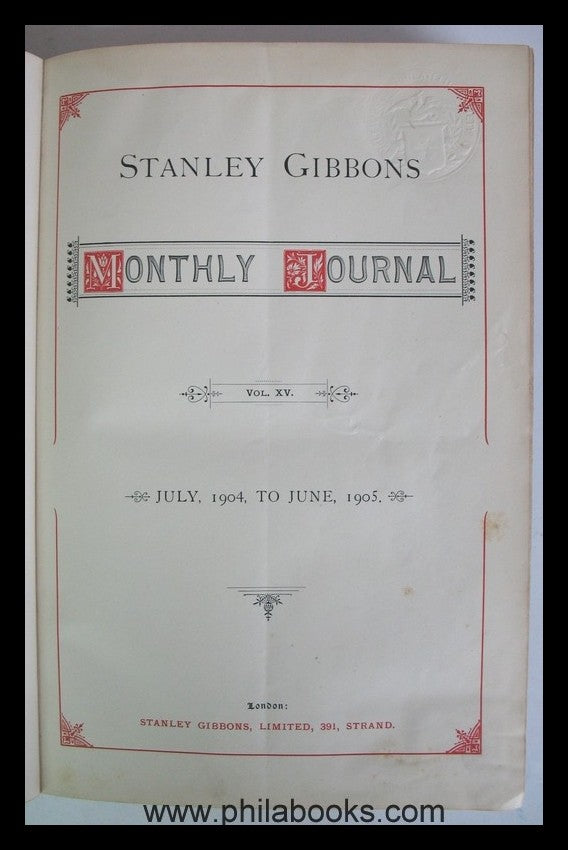 STANLEY GIBBONS
MONTHLY JOURNAL
VOL. XV.
JULY, 1904, TO JUNE, 1905.
London:
STANLEY GIBBONS, LIMITED, 391, STRAND.
www.philabooks.com